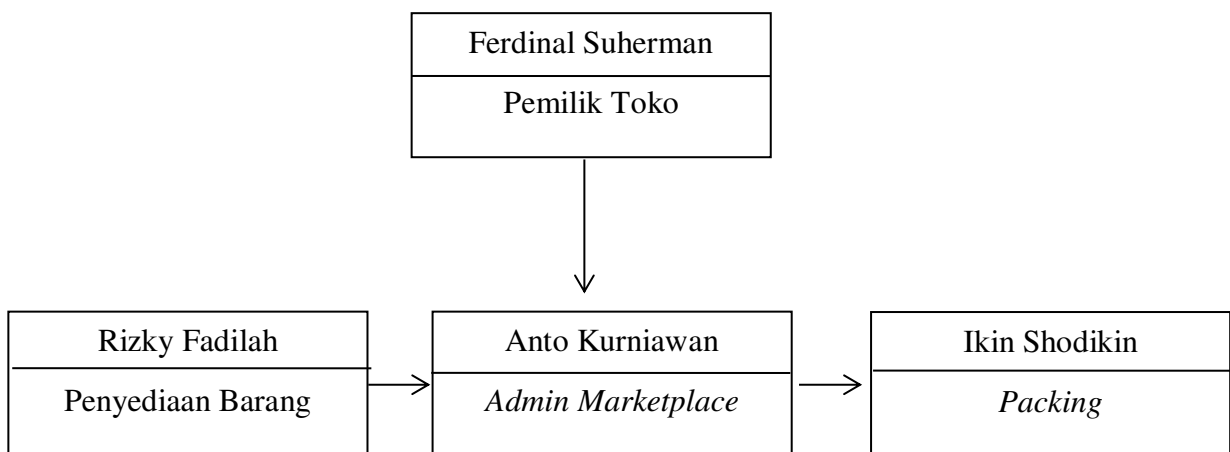 Ferdinal Suherman
Pemilik Toko
Rizky Fadilah
Penyediaan Barang
Anto Kurniawan
Admin Marketplace
Ikin Shodikin
Packing